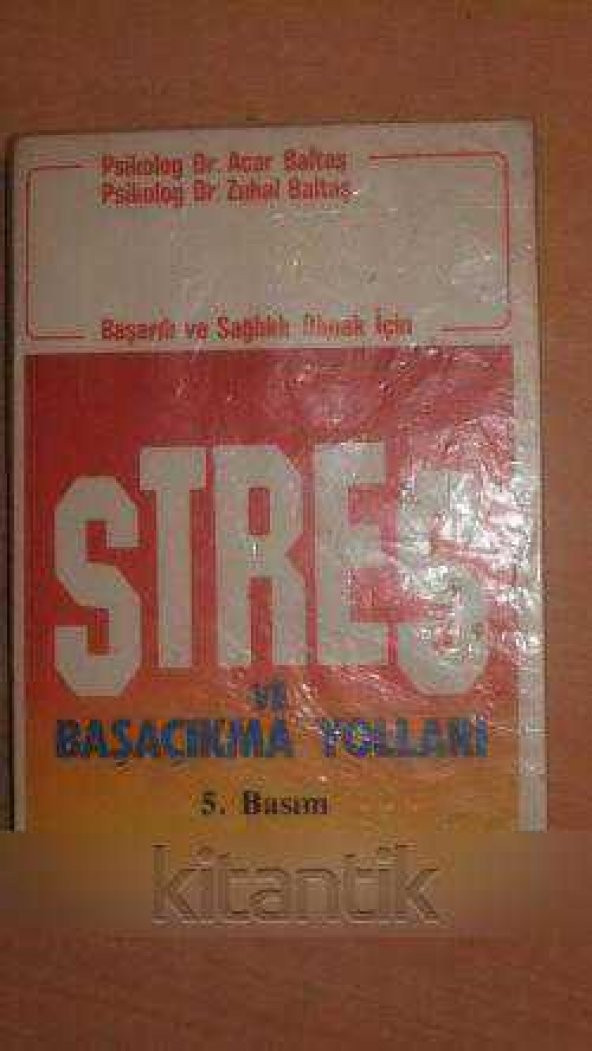 Psikolog Dr. Acar Baltaş
Psikolog Dr Zuhal Baltaş
Başarılı ve Sağlıklı Olmak İçin
STRES
VE
BAŞAÇIKMA YOLLARI
5. Basım
kitantik